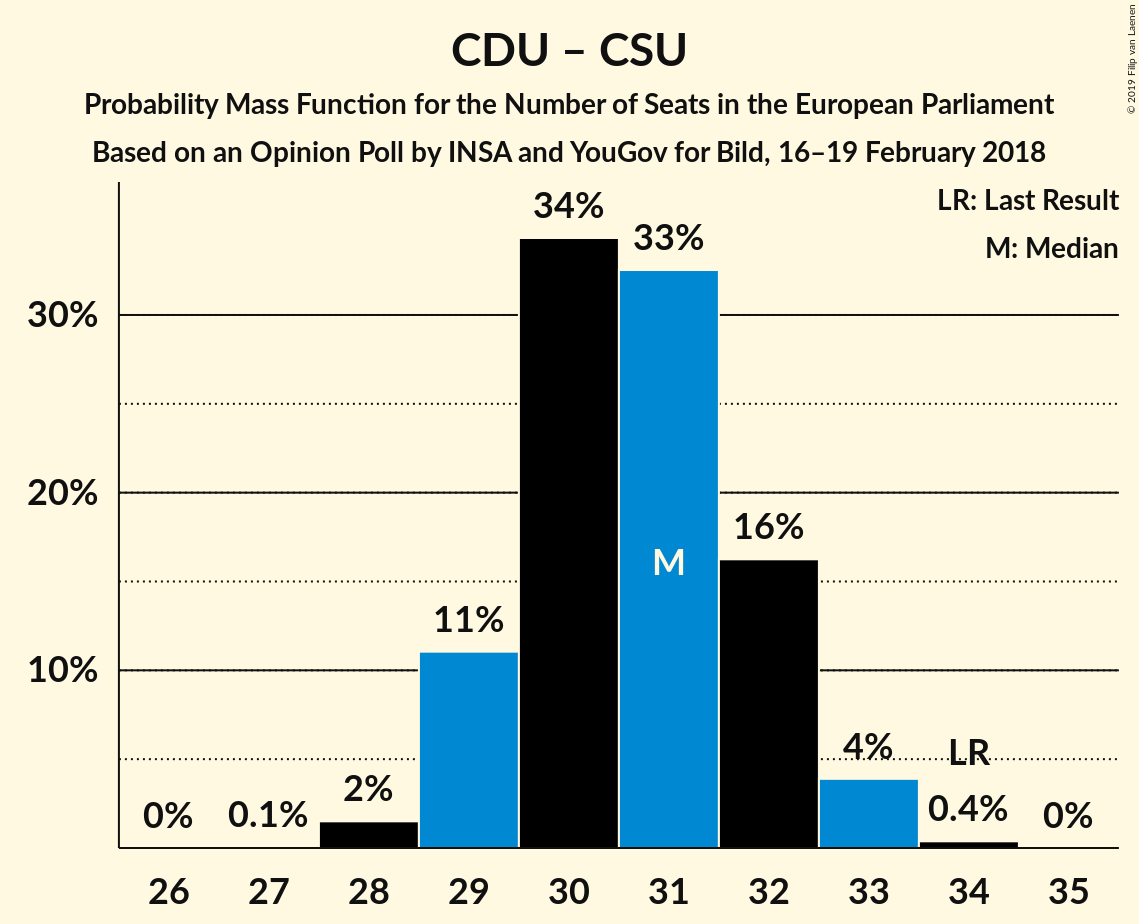 CDU – CSU
Probability Mass Function for the Number of Seats in the European Parliament
Based on an Opinion Poll by INSA and YouGov for Bild, 16–19 February 2018
© 2019 Filip van Laenen
LR: Last Result
M: Median
34%
33%
30%
20%
16%
M
11%
10%
4%
LR
2%
0%
0.1%
0.4%
0%
26 27 28 29 30 31 32 33 34 35